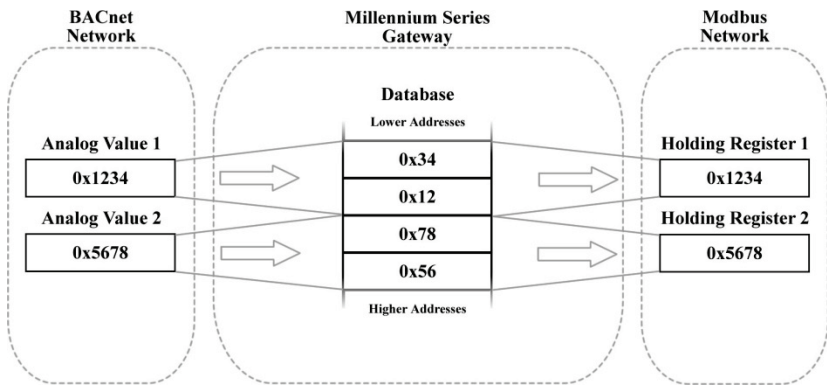 BACnet
Network
Millennium Series
Gateway
Modbus
Network
Database
Lower Addresses
Analog Value 1
0x1234
Analog Value 2
0x5678
0x34
0x12
0x78
0x56
Higher Addresses
Holding Register 1
0x1234
Holding Register 2
0x5678